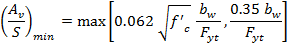 (A_v/S)_min = max[0.062 √f'_c b_w/F_yt, 0.35 b_w/F_yt]